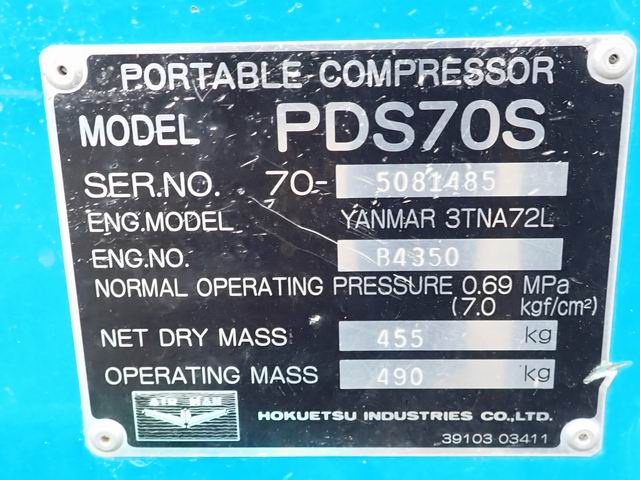 PORTABLE COMPRESSOR
MODEL PDS70S
SER.NO. 70- 5081485
ENG.MODEL YANMAR 3TNA72L
ENG.NO. B4350
NORMAL OPERATING PRESSURE 0.69 MPa
(7.0 kgf/cm²)
NET DRY MASS 455 kg
OPERATING MASS 490 kg
AIR MAN
HOKUETSU INDUSTRIES CO.,LTD.
39103 03411